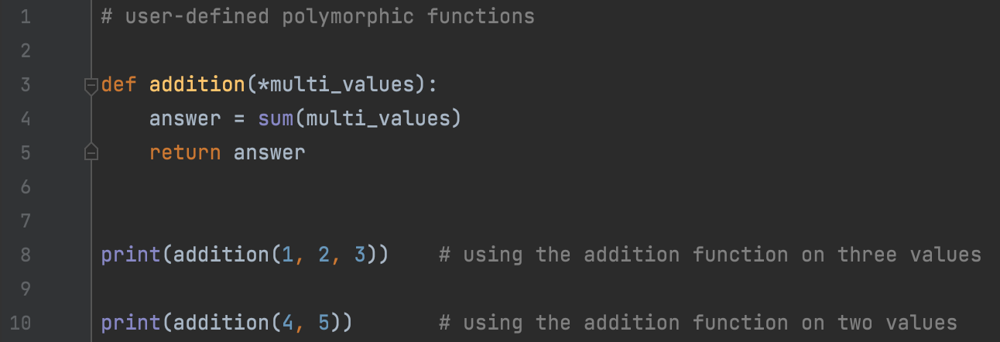 1 # user-defined polymorphic functions
2
3 def addition(*multi_values):
4     answer = sum(multi_values)
5     return answer
6
7
8 print(addition(1, 2, 3))    # using the addition function on three values
9
10 print(addition(4, 5))       # using the addition function on two values